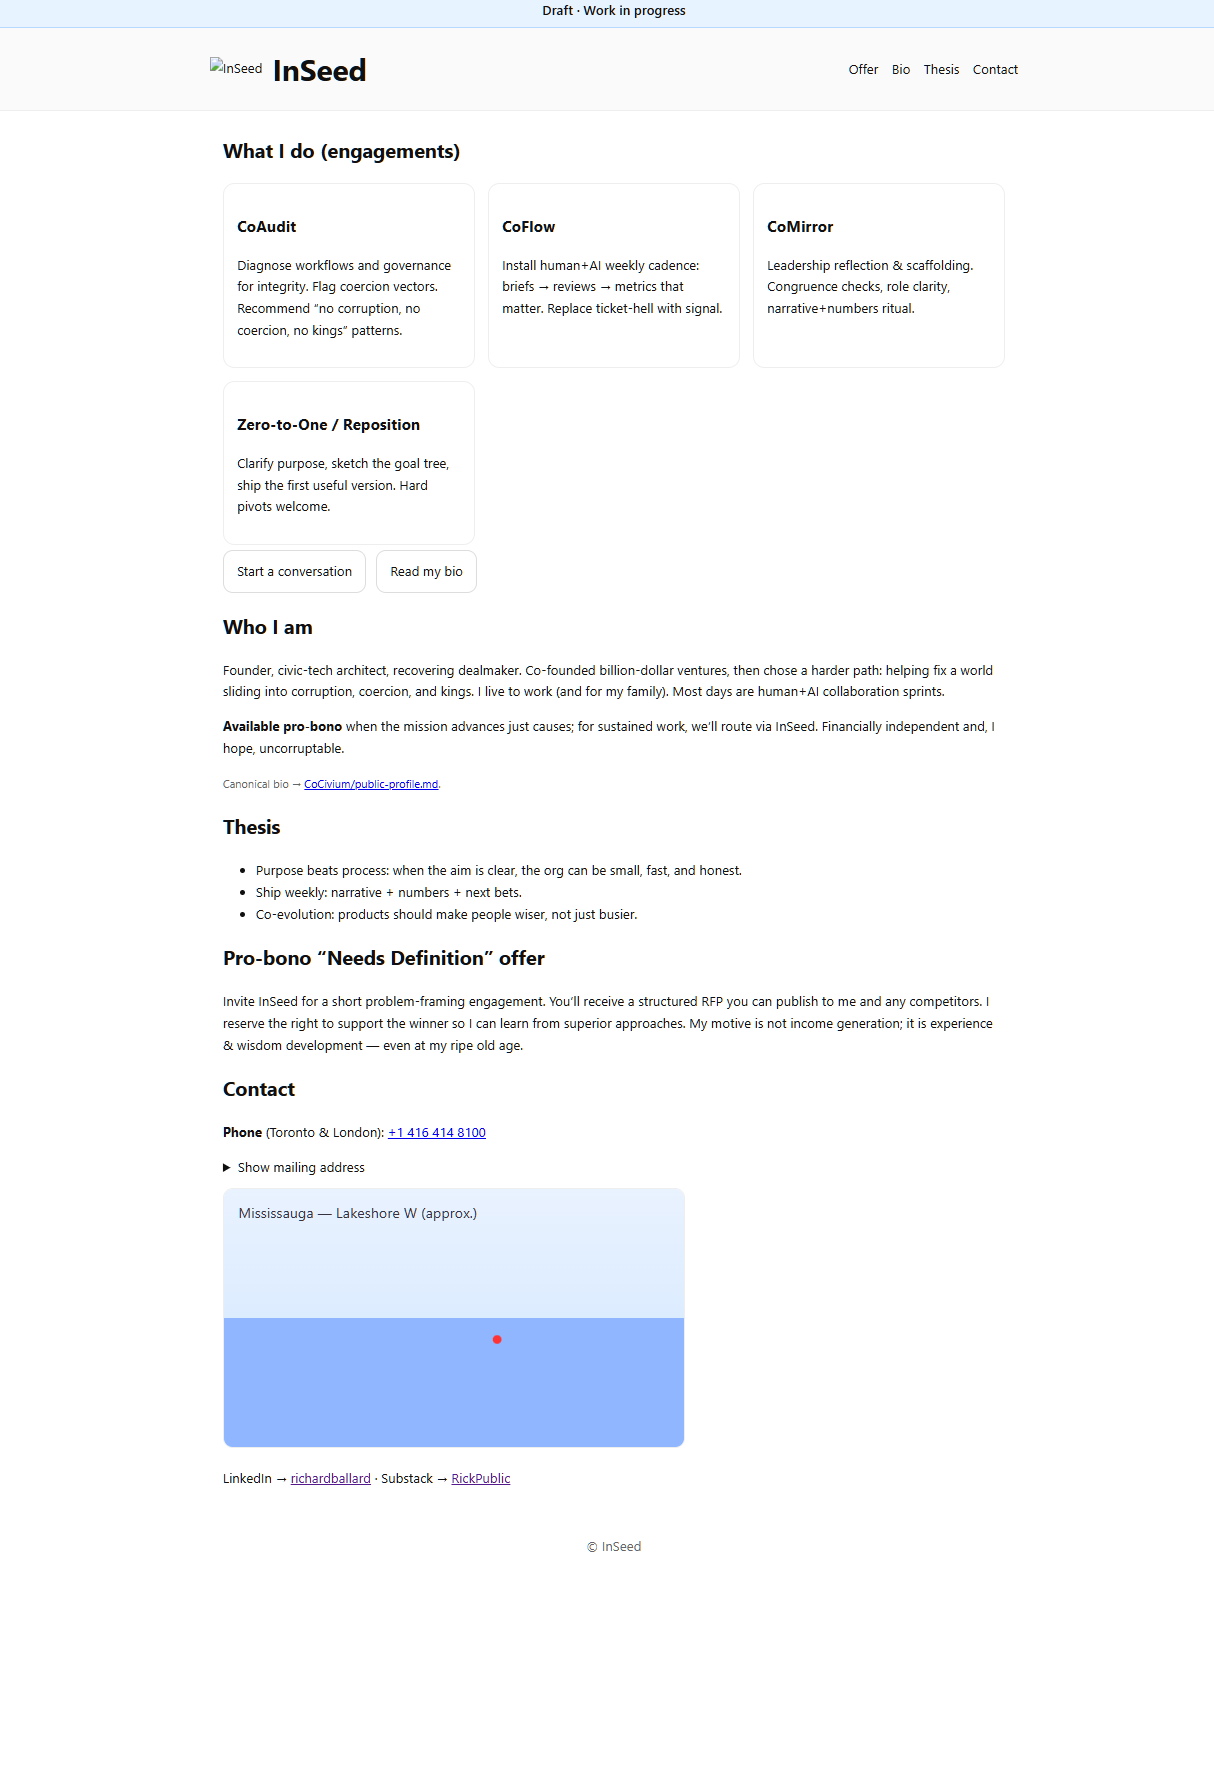 Draft · Work in progress
InSeed
InSeed
Offer Bio Thesis Contact
What I do (engagements)
CoAudit
Diagnose workflows and governance
for integrity. Flag coercion vectors.
Recommend “no corruption, no
coercion, no kings” patterns.
CoFlow
Install human+AI weekly cadence:
briefs → reviews → metrics that
matter. Replace ticket-hell with signal.
CoMirror
Leadership reflection & scaffolding.
Congruence checks, role clarity,
narrative+numbers ritual.
Zero-to-One / Reposition
Clarify purpose, sketch the goal tree,
ship the first useful version. Hard
pivots welcome.
Start a conversation
Read my bio
Who I am
Founder, civic-tech architect, recovering dealmaker. Co-founded billion-dollar ventures, then chose a harder path: helping fix a world
sliding into corruption, coercion, and kings. I live to work (and for my family). Most days are human+AI collaboration sprints.
Available pro-bono when the mission advances just causes; for sustained work, we’ll route via InSeed. Financially independent and, I
hope, uncorruptable.
Canonical bio → CoCivium/public-profile.md.
Thesis
• Purpose beats process: when the aim is clear, the org can be small, fast, and honest.
• Ship weekly: narrative + numbers + next bets.
• Co-evolution: products should make people wiser, not just busier.
Pro-bono “Needs Definition” offer
Invite InSeed for a short problem-framing engagement. You’ll receive a structured RFP you can publish to me and any competitors. I
reserve the right to support the winner so I can learn from superior approaches. My motive is not income generation; it is experience
& wisdom development — even at my ripe old age.
Contact
Phone (Toronto & London): +1 416 414 8100
Show mailing address
Mississauga — Lakeshore W (approx.)
LinkedIn → richardballard · Substack → RickPublic
© InSeed